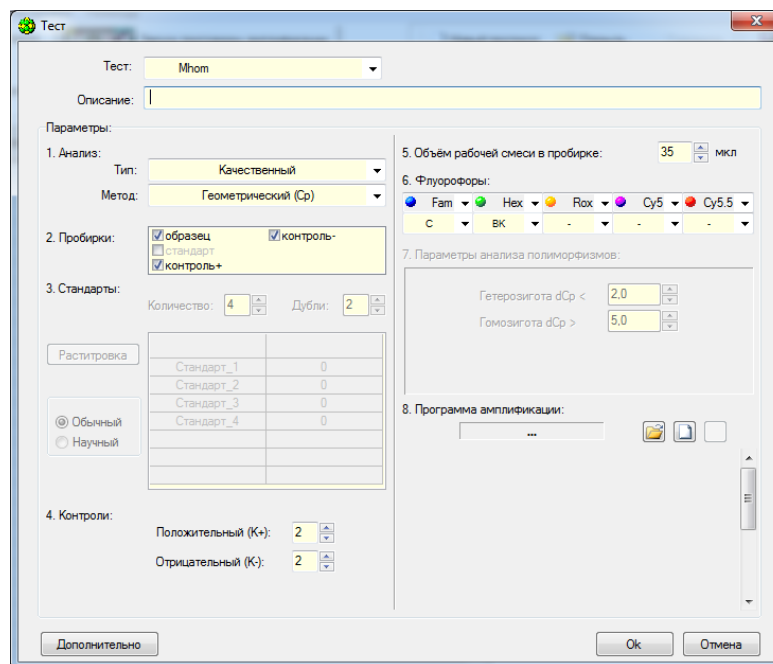 Тест
Тест: Mhom
Описание:
Параметры:
1. Анализ:
Тип: Качественный
Метод: Геометрический (Cp)
2. Пробирки: образец контроль-
стандарт
контроль+
3. Стандарты:
Количество: 4 Дубли: 2
Раститровка
Стандарт_1 0
Стандарт_2 0
Стандарт_3 0
Стандарт_4 0
Обычный
Научный
4. Контроли:
Положительный (K+): 2
Отрицательный (K-): 2
5. Объём рабочей смеси в пробирке: 35 мкл
6. Флуорофоры:
Fam Hex Rox Cy5 Cy5.5
C ВК - - -
7. Параметры анализа полиморфизмов:
Гетерозигота dCp < 2,0
Гомозигота dCp > 5,0
8. Программа амплификации:
...
Дополнительно Ok Отмена